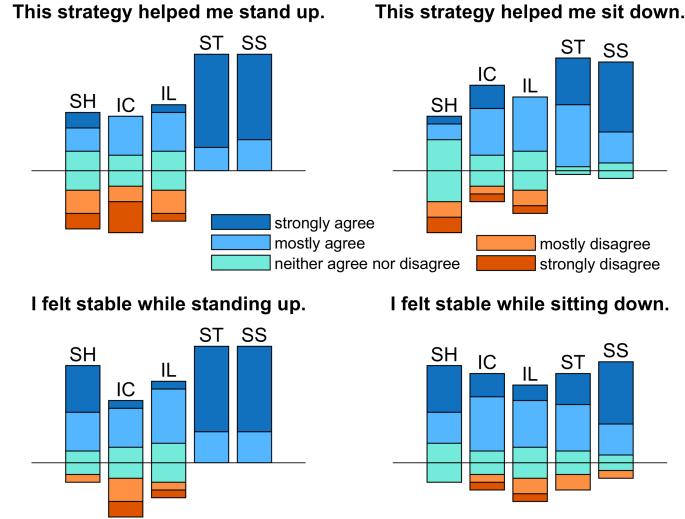 This strategy helped me stand up.
This strategy helped me sit down.
SH
IC
IL
ST
SS
SH
IC
IL
ST
SS
strongly agree
mostly agree
neither agree nor disagree
mostly disagree
strongly disagree
I felt stable while standing up.
I felt stable while sitting down.
SH
IC
IL
ST
SS
SH
IC
IL
ST
SS